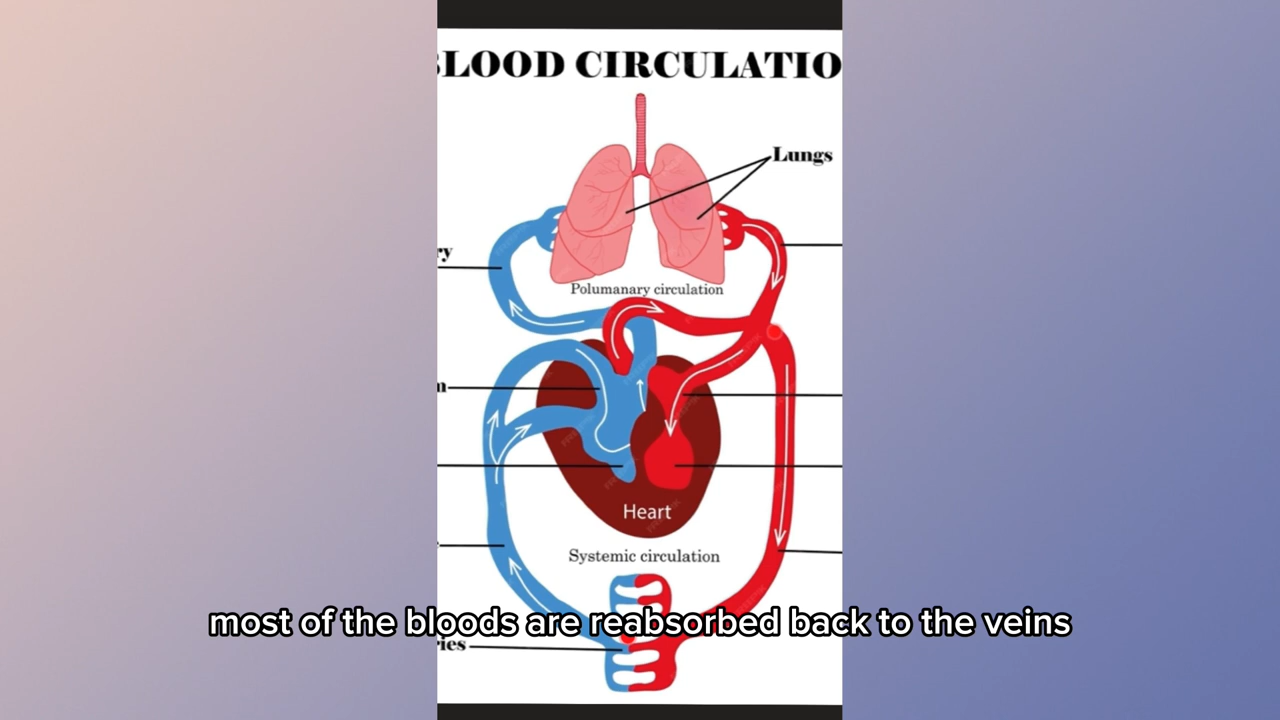 BLOOD CIRCULATIO
Lungs
ry
Polumanary circulation
n
Heart
Systemic circulation
most of the bloods are reabsorbed back to the veins
ries